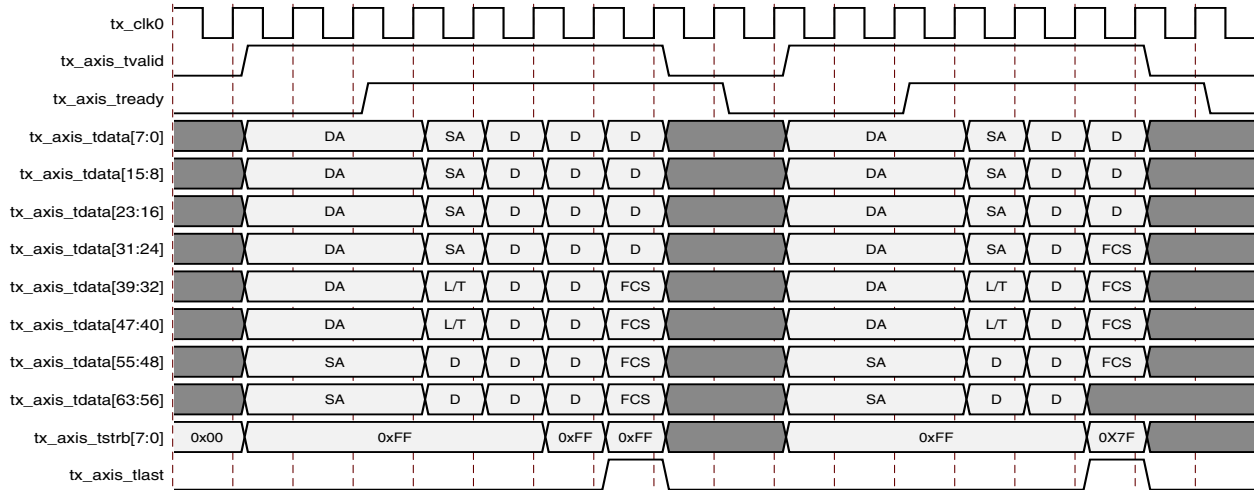 tx_clk0
tx_axis_tvalid
tx_axis_tready
tx_axis_tdata[7:0] DA SA D D D DA SA D D
tx_axis_tdata[15:8] DA SA D D D DA SA D D
tx_axis_tdata[23:16] DA SA D D D DA SA D D
tx_axis_tdata[31:24] DA SA D D D DA SA D FCS
tx_axis_tdata[39:32] DA L/T D D FCS DA L/T D FCS
tx_axis_tdata[47:40] DA L/T D D FCS DA L/T D FCS
tx_axis_tdata[55:48] SA D D D FCS SA D D FCS
tx_axis_tdata[63:56] SA D D D FCS SA D D
tx_axis_tstrb[7:0] 0x00 0xFF 0xFF 0xFF 0xFF 0X7F
tx_axis_tlast